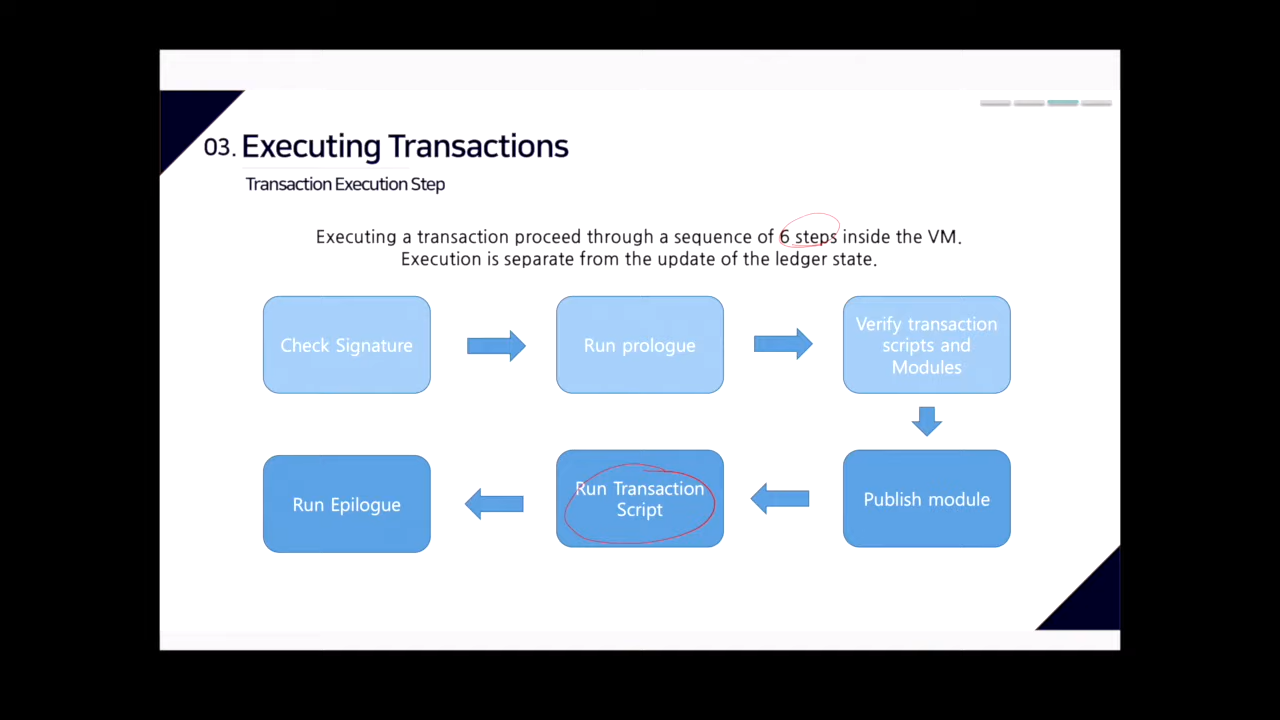 03. Executing Transactions
Transaction Execution Step
Executing a transaction proceed through a sequence of 6 steps inside the VM.
Execution is separate from the update of the ledger state.
Check Signature
Run prologue
Verify transaction
scripts and
Modules
Run Epilogue
Run Transaction
Script
Publish module